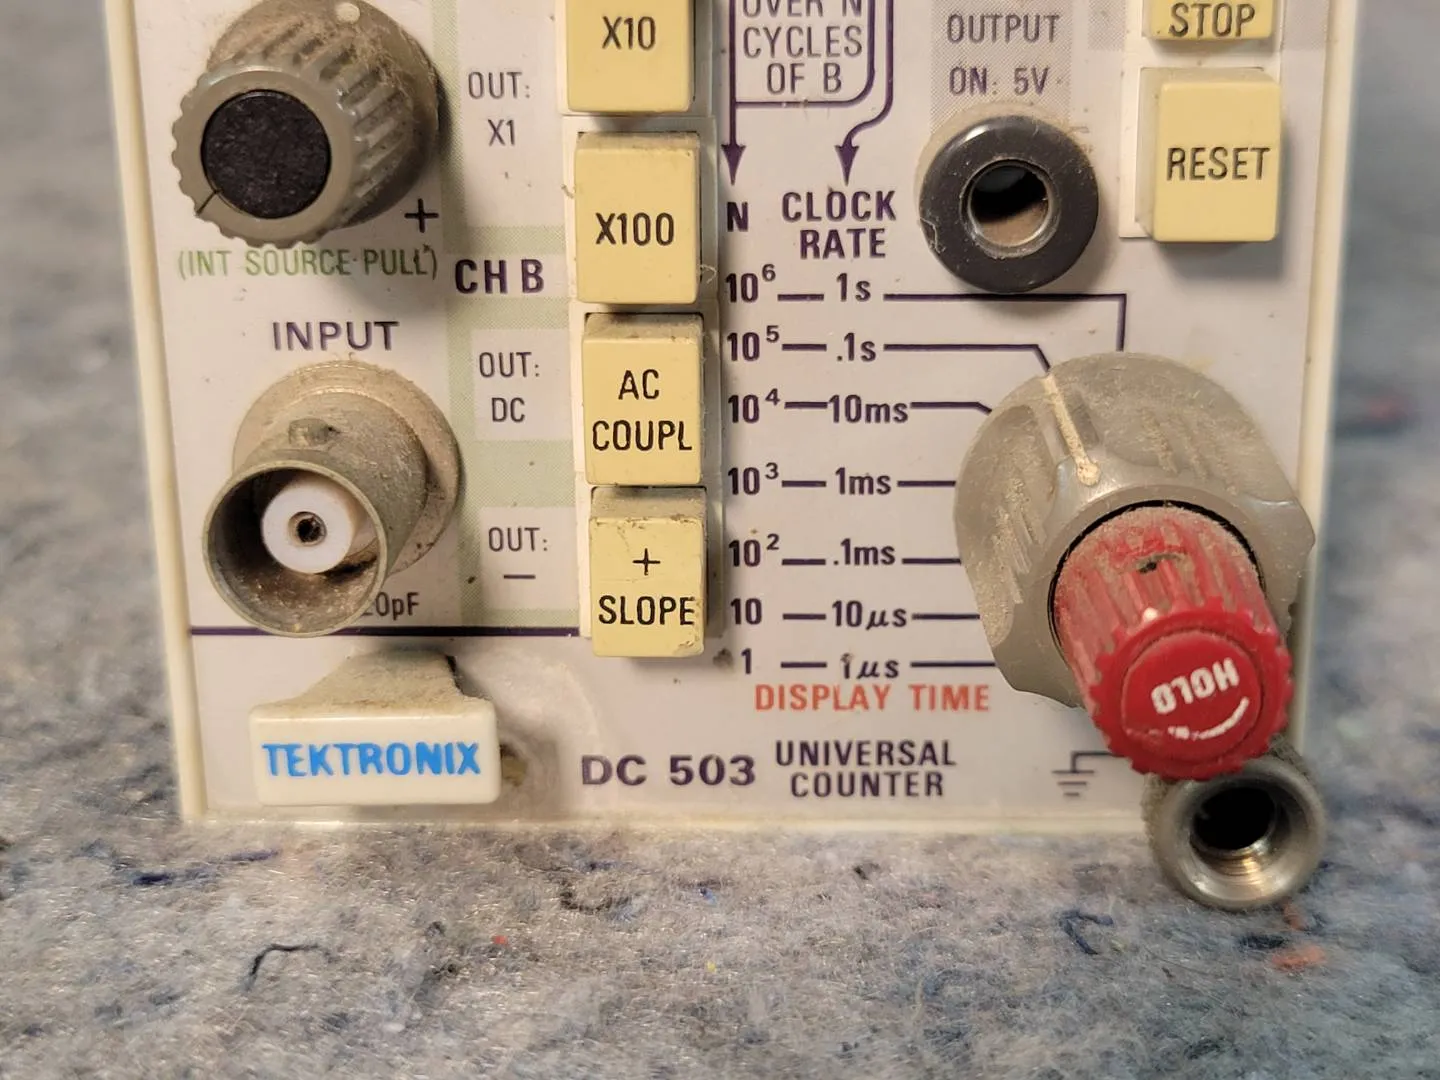 X10
OVER N
CYCLES
OF B
OUTPUT
ON: 5V
STOP
OUT:
X1
RESET
X100
+
N
CLOCK
RATE
(INT SOURCE PULL)
CH B
10⁶ 1s
INPUT
OUT:
DC
AC
COUPL
10⁵ .1s
10⁴ 10ms
10³ 1ms
OUT:
–
+
SLOPE
10² .1ms
20pF
10 10µs
1 1µs
DISPLAY TIME
HOLD
TEKTRONIX
DC 503
UNIVERSAL
COUNTER